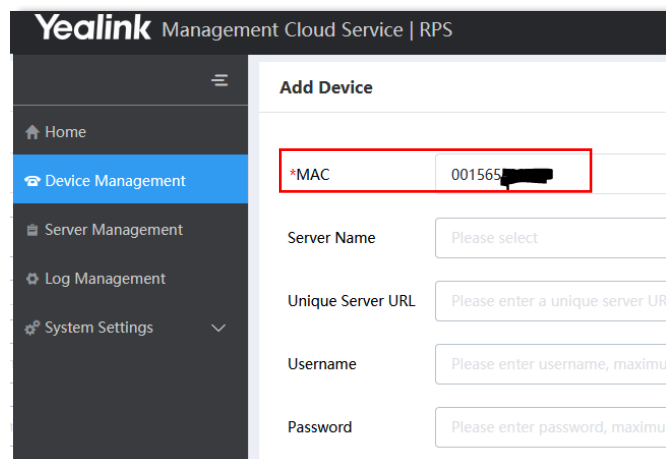 Yealink Management Cloud Service | RPS
Add Device
Home
Device Management
Server Management
Log Management
System Settings
*MAC 001565
Server Name Please select
Unique Server URL Please enter a unique server UR
Username Please enter username, maximu
Password Please enter password, maximu